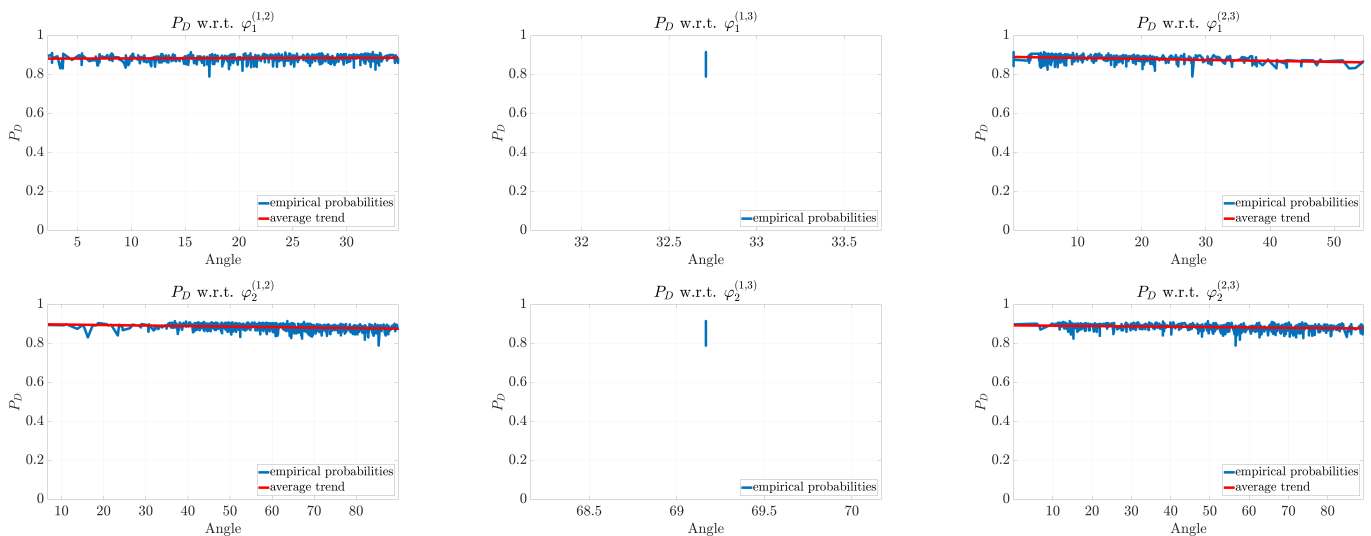 P_D w.r.t. φ_1^(1,2)
1
0.8
0.6
0.4
0.2
0
P_D
5 10 15 20 25 30
Angle
empirical probabilities
average trend
P_D w.r.t. φ_1^(1,3)
1
0.8
0.6
0.4
0.2
0
P_D
32 32.5 33 33.5
Angle
empirical probabilities
P_D w.r.t. φ_1^(2,3)
1
0.8
0.6
0.4
0.2
0
P_D
10 20 30 40 50
Angle
empirical probabilities
average trend
P_D w.r.t. φ_2^(1,2)
1
0.8
0.6
0.4
0.2
0
P_D
10 20 30 40 50 60 70 80
Angle
empirical probabilities
average trend
P_D w.r.t. φ_2^(1,3)
1
0.8
0.6
0.4
0.2
0
P_D
68.5 69 69.5 70
Angle
empirical probabilities
P_D w.r.t. φ_2^(2,3)
1
0.8
0.6
0.4
0.2
0
P_D
10 20 30 40 50 60 70 80
Angle
empirical probabilities
average trend